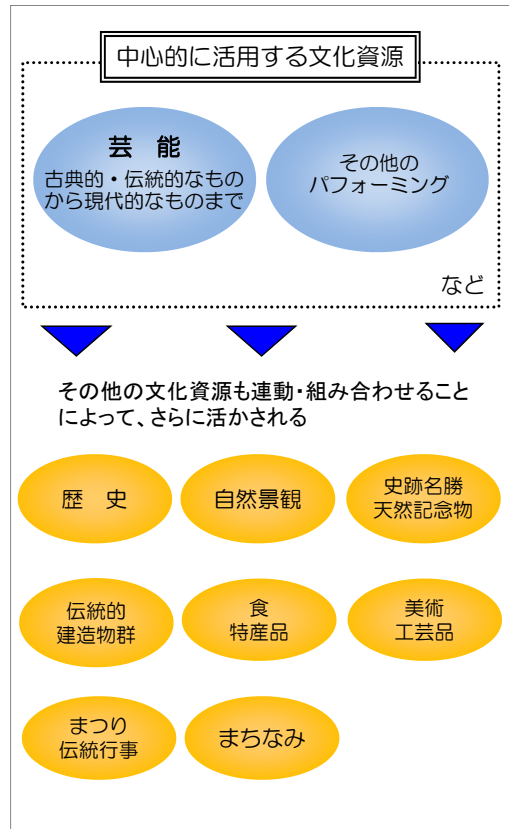 中心的に活用する文化資源
芸　能
古典的・伝統的なもの
から現代的なものまで
その他の
パフォーミング
など
その他の文化資源も連動・組み合わせること
によって、さらに活かされる
歴　史
自然景観
史跡名勝
天然記念物
伝統的
建造物群
食
特産品
美術
工芸品
まつり
伝統行事
まちなみ